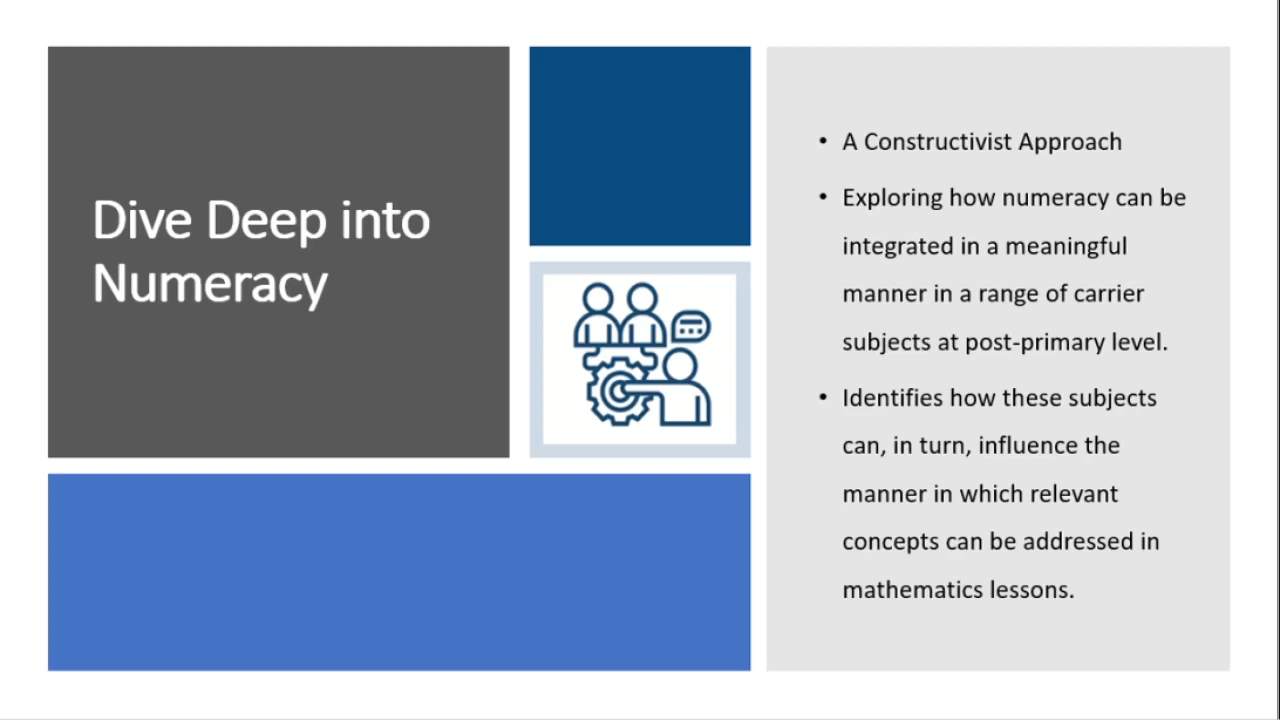 Dive Deep into
Numeracy
• A Constructivist Approach
• Exploring how numeracy can be
integrated in a meaningful
manner in a range of carrier
subjects at post-primary level.
• Identifies how these subjects
can, in turn, influence the
manner in which relevant
concepts can be addressed in
mathematics lessons.